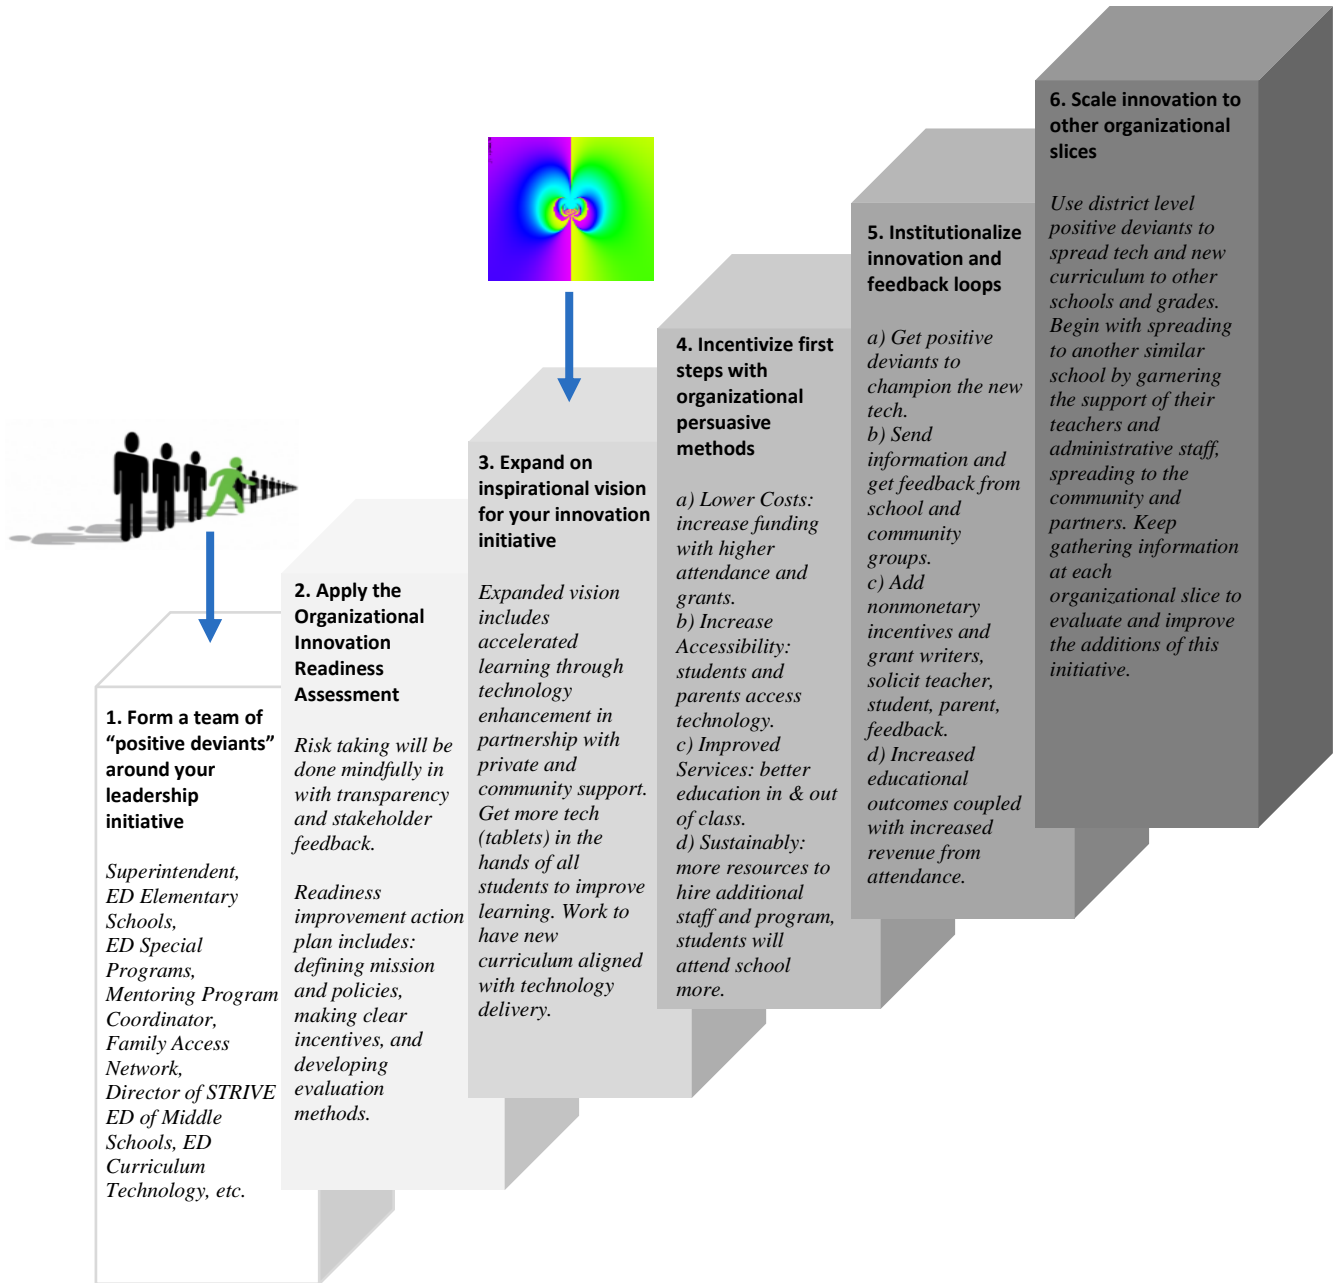 1. Form a team of
“positive deviants”
around your
leadership
initiative
Superintendent,
ED Elementary
Schools,
ED Special
Programs,
Mentoring Program
Coordinator,
Family Access
Network,
Director of STRIVE
ED of Middle
Schools, ED
Curriculum
Technology, etc.
2. Apply the
Organizational
Innovation
Readiness
Assessment
Risk taking will be
done mindfully in
with transparency
and stakeholder
feedback.
Readiness
improvement action
plan includes:
defining mission
and policies,
making clear
incentives, and
developing
evaluation
methods.
3. Expand on
inspirational vision
for your innovation
initiative
Expanded vision
includes
accelerated
learning through
technology
enhancement in
partnership with
private and
community support.
Get more tech
(tablets) in the
hands of all
students to improve
learning. Work to
have new
curriculum aligned
with technology
delivery.
4. Incentivize first
steps with
organizational
persuasive
methods
a) Lower Costs:
increase funding
with higher
attendance and
grants.
b) Increase
Accessibility:
students and
parents access
technology.
c) Improved
Services: better
education in & out
of class.
d) Sustainably:
more resources to
hire additional
staff and program,
students will
attend school
more.
5. Institutionalize
innovation and
feedback loops
a) Get positive
deviants to
champion the new
tech.
b) Send
information and
get feedback from
school and
community
groups.
c) Add
nonmonetary
incentives and
grant writers,
solicit teacher,
student, parent,
feedback.
d) Increased
educational
outcomes coupled
with increased
revenue from
attendance.
6. Scale innovation to
other organizational
slices
Use district level
positive deviants to
spread tech and new
curriculum to other
schools and grades.
Begin with spreading
to another similar
school by garnering
the support of their
teachers and
administrative staff,
spreading to the
community and
partners. Keep
gathering information
at each
organizational slice to
evaluate and improve
the additions of this
initiative.